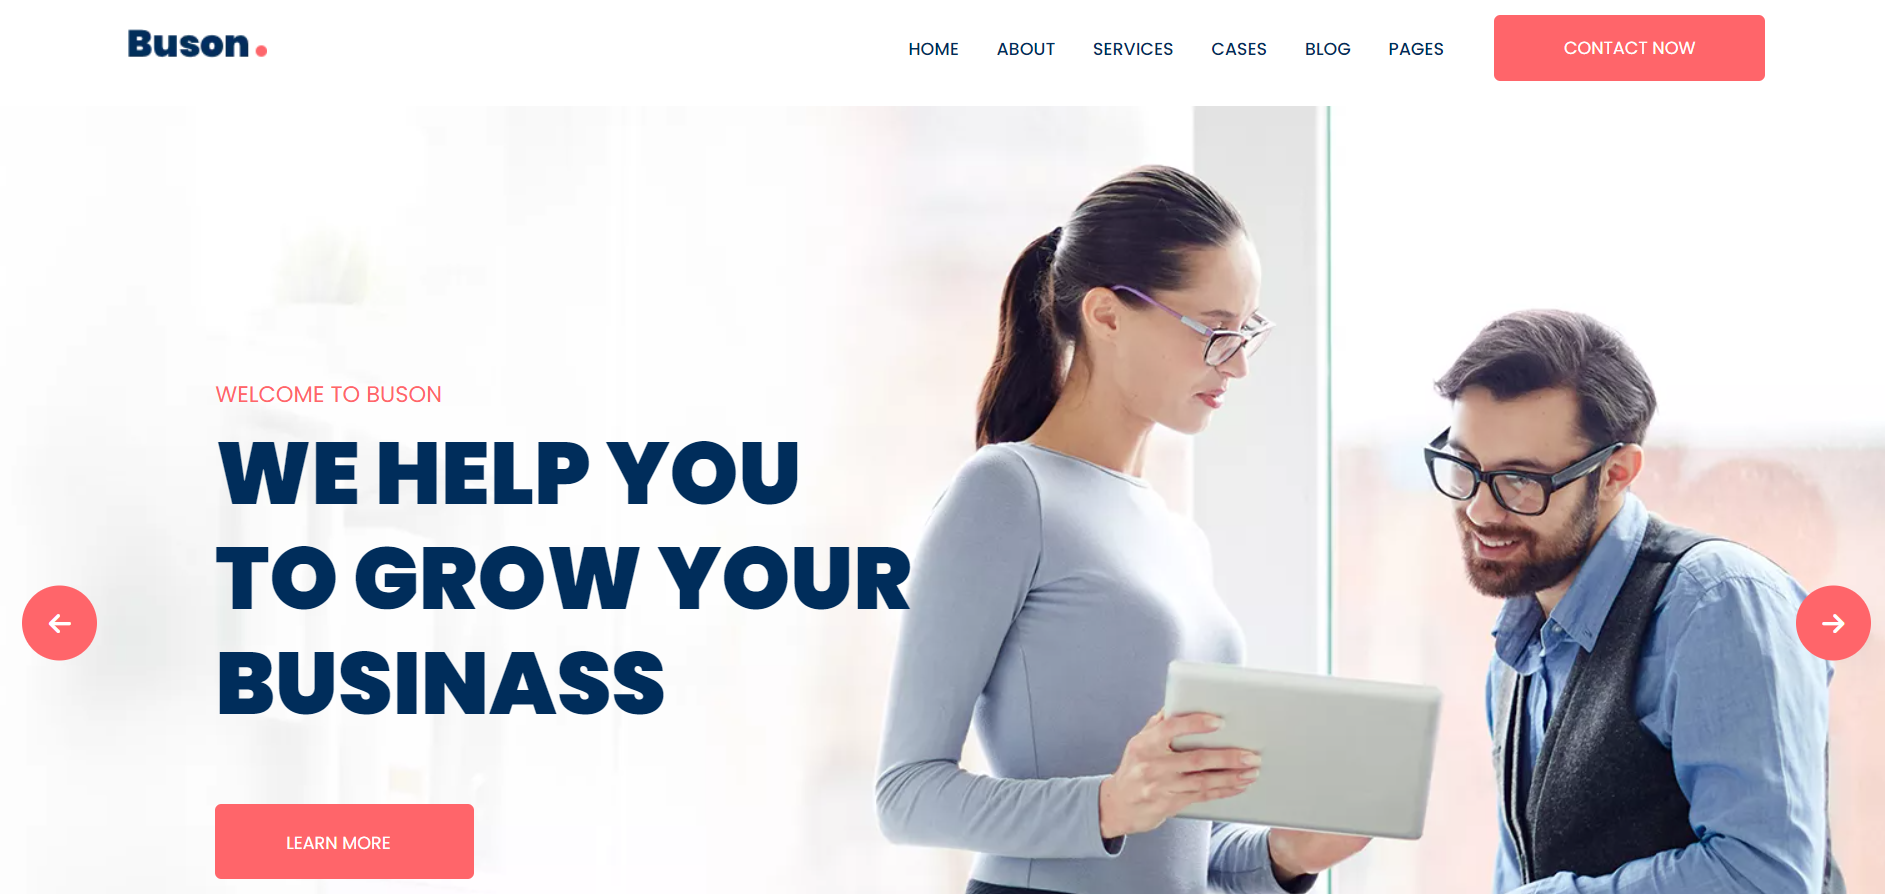 Buson.
HOME ABOUT SERVICES CASES BLOG PAGES CONTACT NOW
WELCOME TO BUSON
WE HELP YOU
TO GROW YOUR
BUSINASS
LEARN MORE